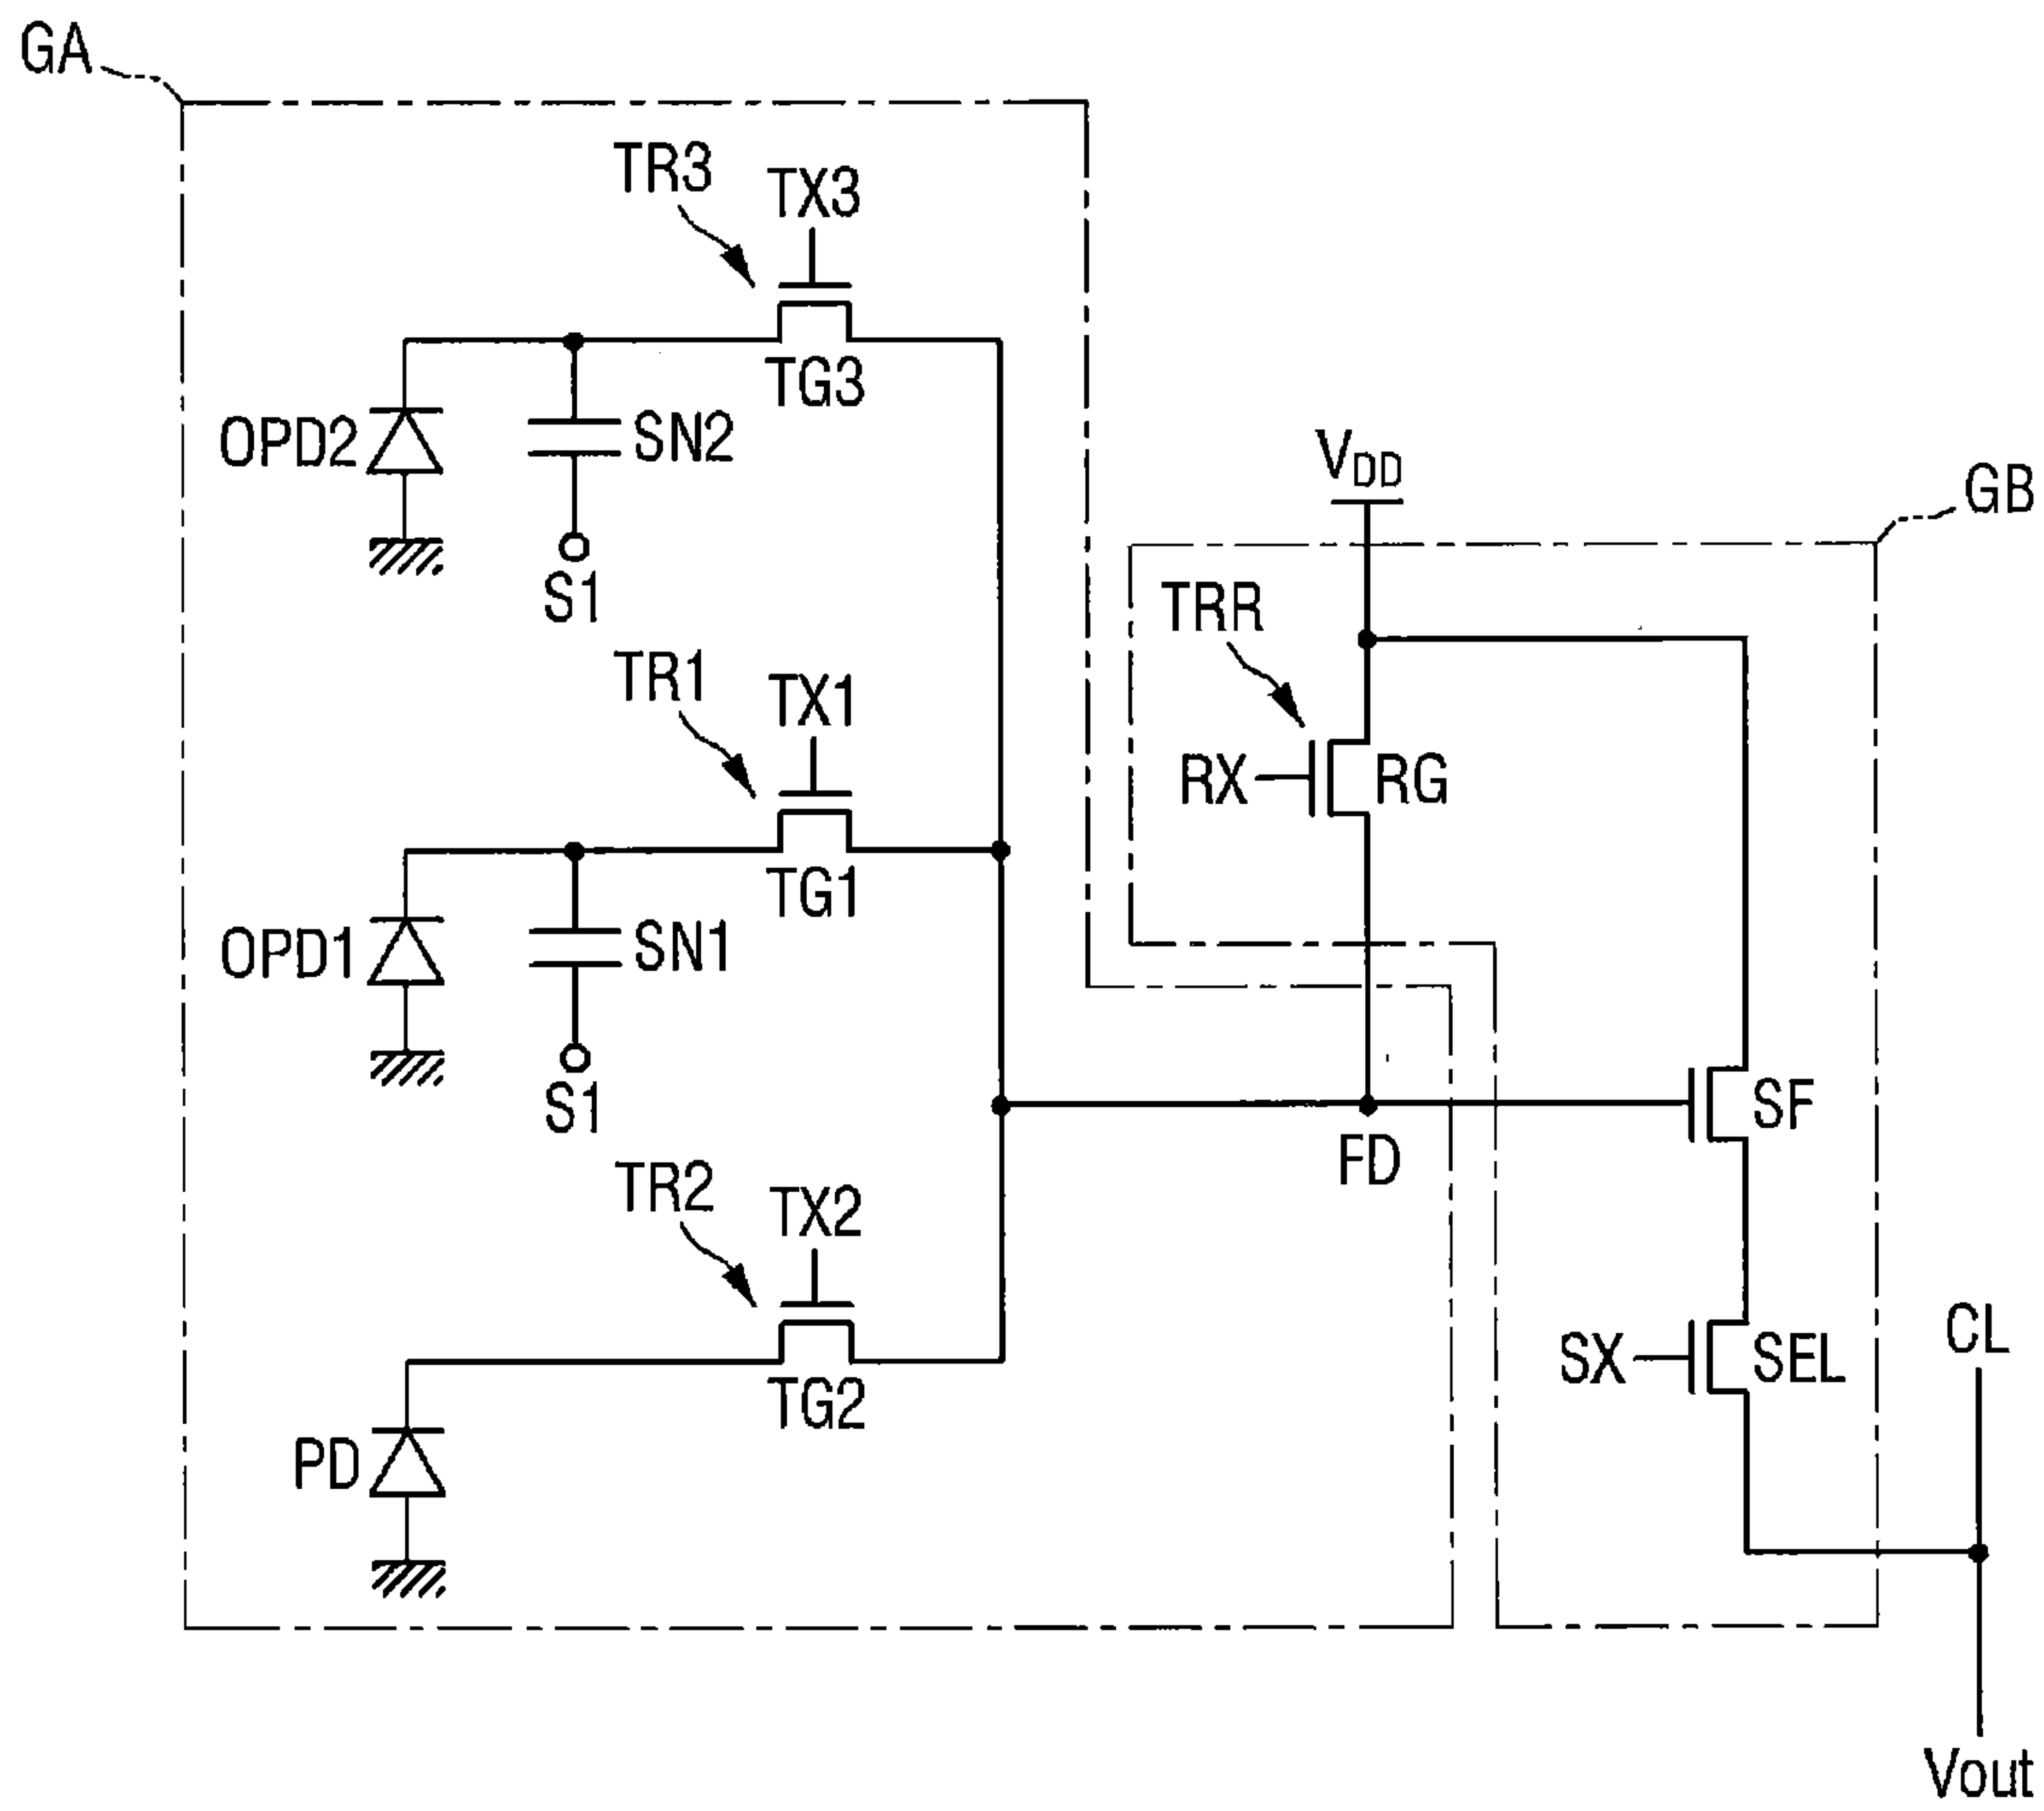 GA
TR3
TX3
TG3
OPD2
SN2
S1
VDD
GB
TRR
TR1
TX1
RX
RG
TG1
OPD1
SN1
S1
SF
FD
TR2
TX2
SX
SEL
CL
TG2
PD
Vout